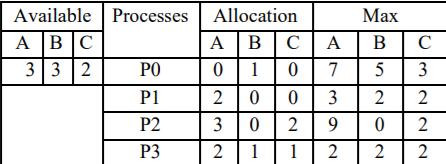 Available Processes Allocation Max
A B C A B C A B C
3 3 2 P0 0 1 0 7 5 3
P1 2 0 0 3 2 2
P2 3 0 2 9 0 2
P3 2 1 1 2 2 2